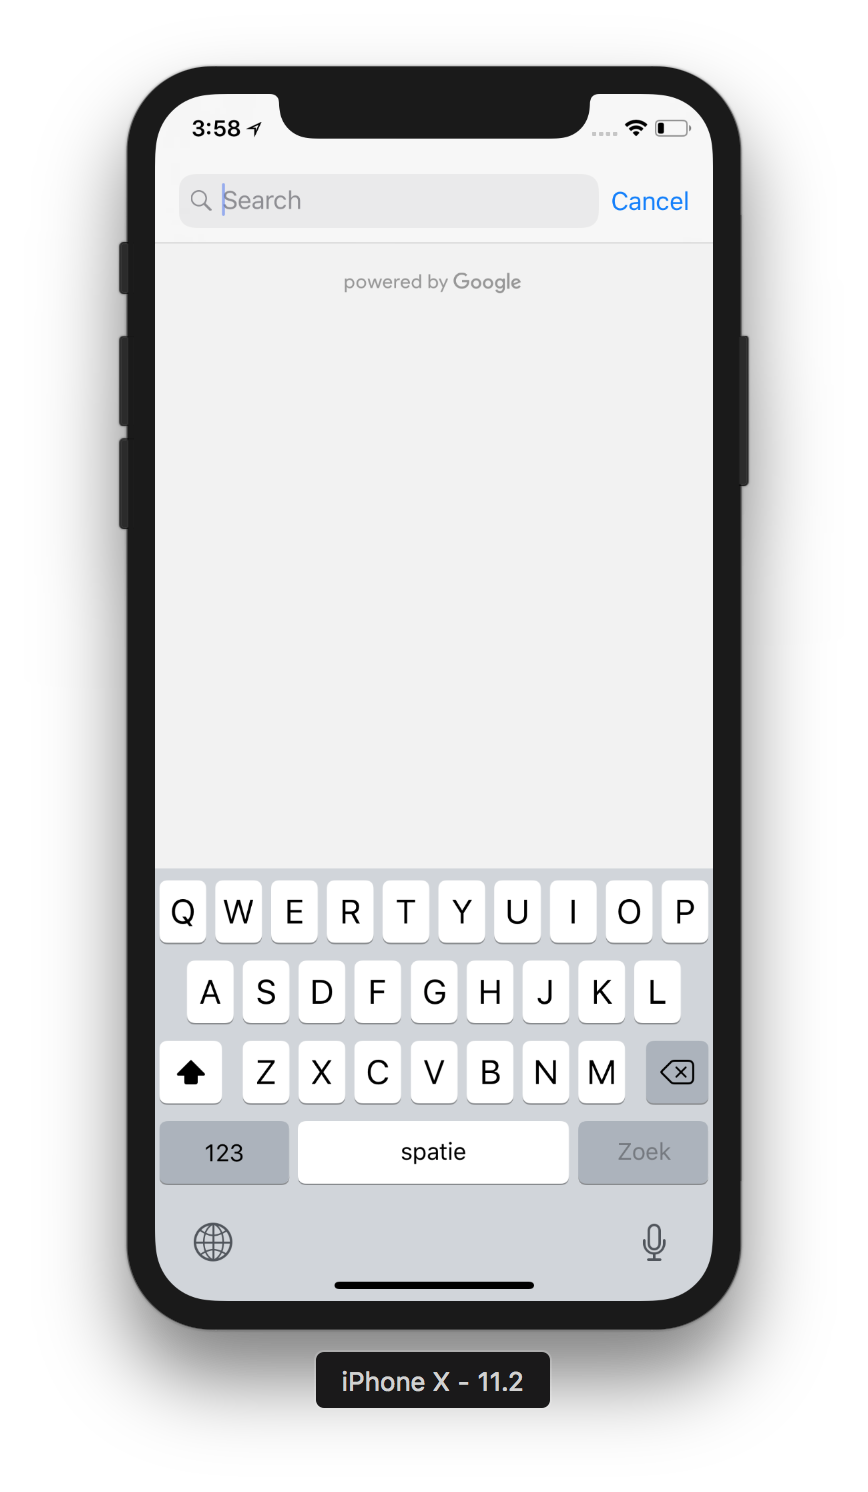 3:58
Search Cancel
powered by Google
Q W E R T Y U I O P
A S D F G H J K L
Z X C V B N M
123 spatie Zoek
iPhone X - 11.2